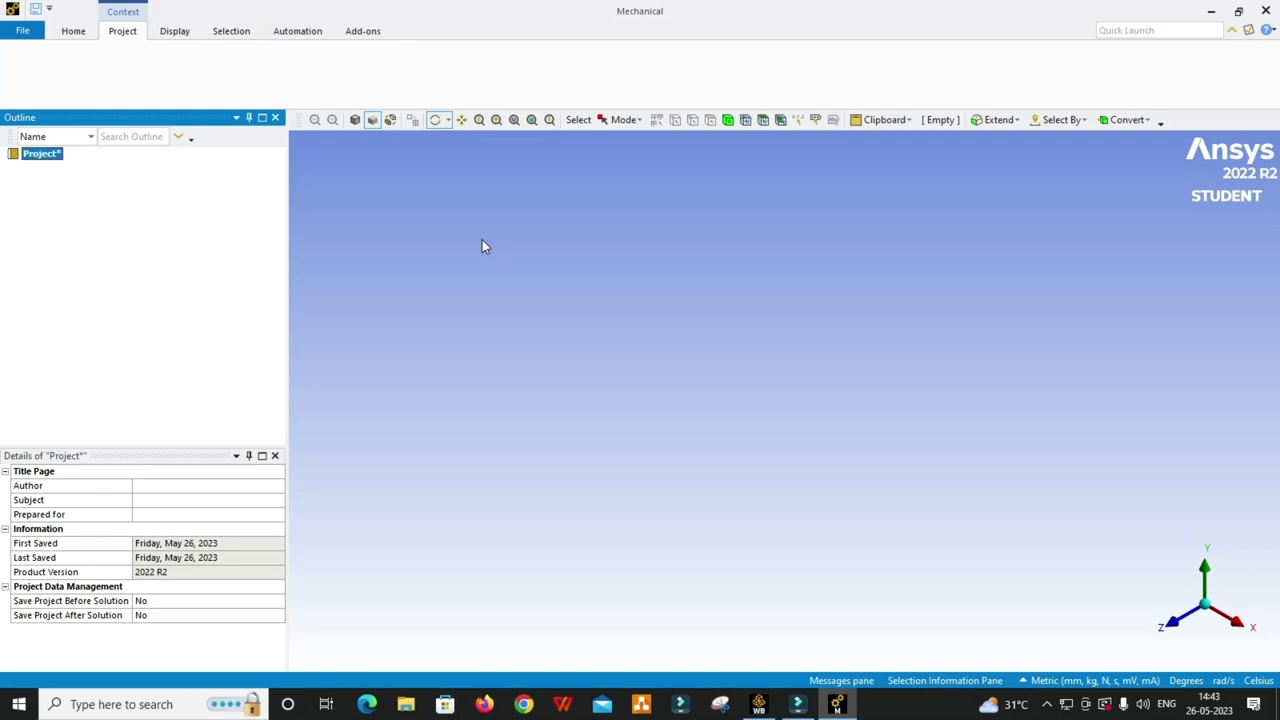 Context
Mechanical
File
Home
Project
Display
Selection
Automation
Add-ons
Quick Launch
Outline
Name
Search Outline
Project*
Select
Mode
Clipboard
[ Empty ]
Extend
Select By
Convert
Ansys
2022 R2
STUDENT
Details of "Project*"
Title Page
Author
Subject
Prepared for
Information
First Saved
Friday, May 26, 2023
Last Saved
Friday, May 26, 2023
Product Version
2022 R2
Project Data Management
Save Project Before Solution
No
Save Project After Solution
No
Y
Z
X
Messages pane
Selection Information Pane
Metric (mm, kg, N, s, mV, mA)
Degrees
rad/s
Celsius
Type here to search
WB
M
31°C
ENG
14:43
26-05-2023